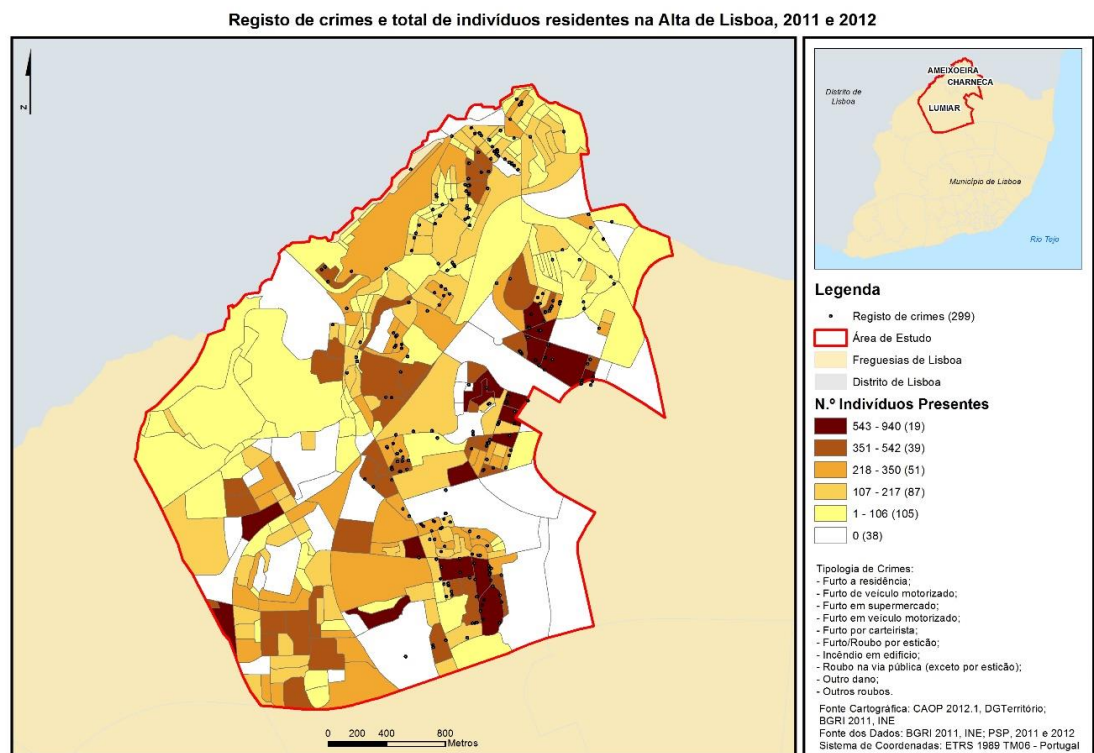 Registo de crimes e total de indivíduos residentes na Alta de Lisboa, 2011 e 2012
N
0 200 400 800
Metros
AMEIXOEIRA
CHARNECA
Distrito de
Lisboa
LUMIAR
Município de Lisboa
Rio Tejo
Legenda
Registo de crimes (299)
Área de Estudo
Freguesias de Lisboa
Distrito de Lisboa
N.º Indivíduos Presentes
543 - 940 (19)
351 - 542 (39)
218 - 350 (51)
107 - 217 (87)
1 - 106 (105)
0 (38)
Tipologia de Crimes:
- Furto a residência;
- Furto de veículo motorizado;
- Furto em supermercado;
- Furto em veículo motorizado;
- Furto por carteirista;
- Furto/Roubo por esticão;
- Incêndio em edifício;
- Roubo na via pública (exceto por esticão);
- Outro dano;
- Outros roubos.
Fonte Cartográfica: CAOP 2012.1, DGTerritório;
BGRI 2011, INE
Fonte dos Dados: BGRI 2011, INE; PSP, 2011 e 2012
Sistema de Coordenadas: ETRS 1989 TM06 - Portugal